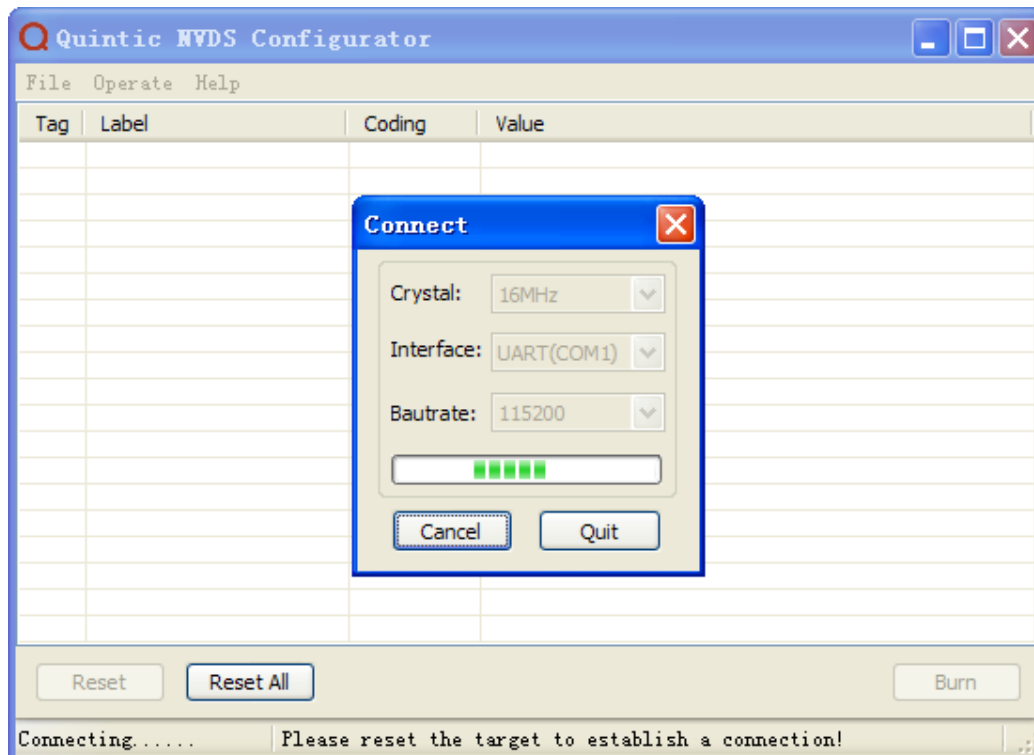 Quintic NVDS Configurator
File Operate Help
Tag Label Coding Value
Connect
Crystal: 16MHz
Interface: UART(COM1)
Bautrate: 115200
Cancel Quit
Reset Reset All Burn
Connecting...... Please reset the target to establish a connection!